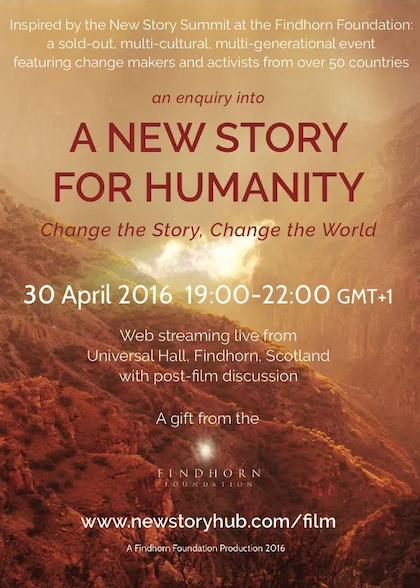 Inspired by the New Story Summit at the Findhorn Foundation:
a sold-out, multi-cultural, multi-generational event
featuring change makers and activists from over 50 countries
an enquiry into
A NEW STORY
FOR HUMANITY
Change the Story, Change the World
30 April 2016 19:00-22:00 GMT+1
Web streaming live from
Universal Hall, Findhorn, Scotland
with post-film discussion
A gift from the
FINDHORN
FOUNDATION
www.newstoryhub.com/film
A Findhorn Foundation Production 2016